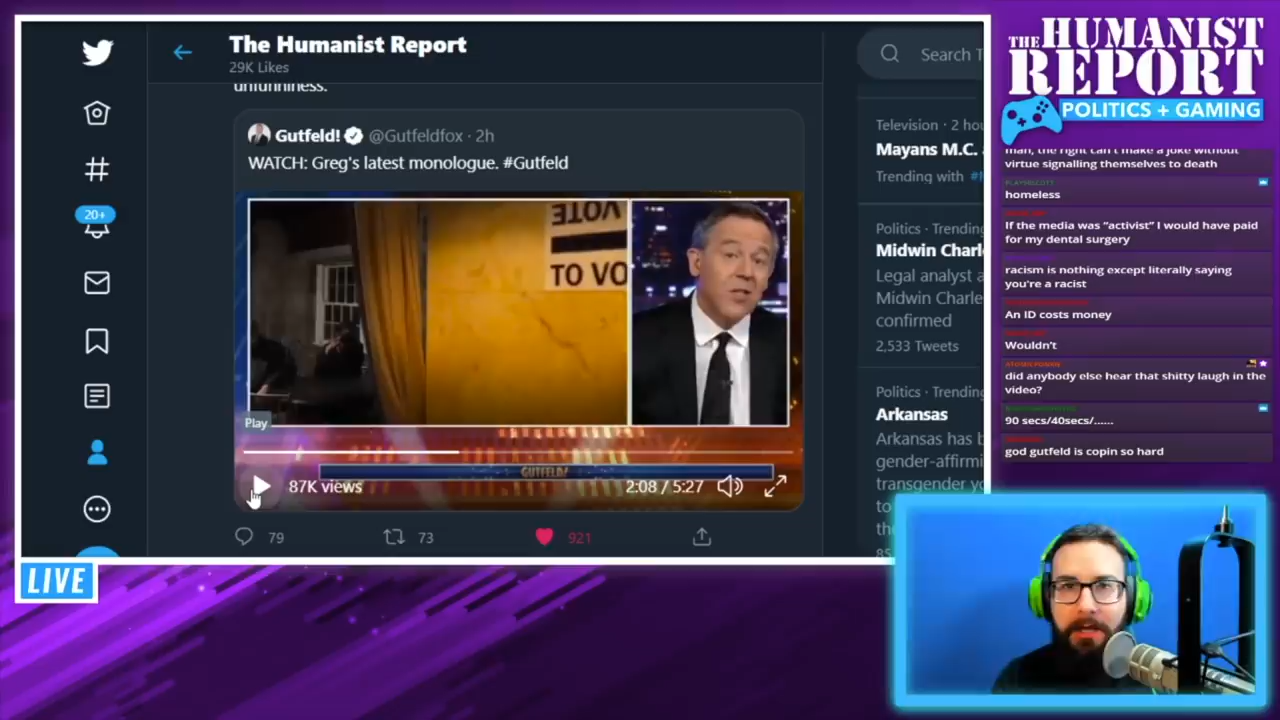 The Humanist Report
29K Likes
unfunniness.
Gutfeld! @Gutfeldfox · 2h
WATCH: Greg's latest monologue. #Gutfeld
VOTE
TO VO
Play
GUTFELD!
87K views
2:08 / 5:27
79
73
921
20+
Search T
Television · 2 hou
Mayans M.C.
Trending with
Politics · Trending
Midwin Charl
Legal analyst a
Midwin Charle
confirmed
2,533 Tweets
Politics · Trending
Arkansas
Arkansas has b
gender-affirmi
transgender yo
to
the
THE HUMANIST
REPORT
POLITICS + GAMING
man, the right can't make a joke without
virtue signalling themselves to death
homeless
If the media was "activist" I would have paid
for my dental surgery
racism is nothing except literally saying
you're a racist
An ID costs money
Wouldn't
did anybody else hear that shitty laugh in the
video?
90 secs/40secs/......
god gutfeld is copin so hard
LIVE